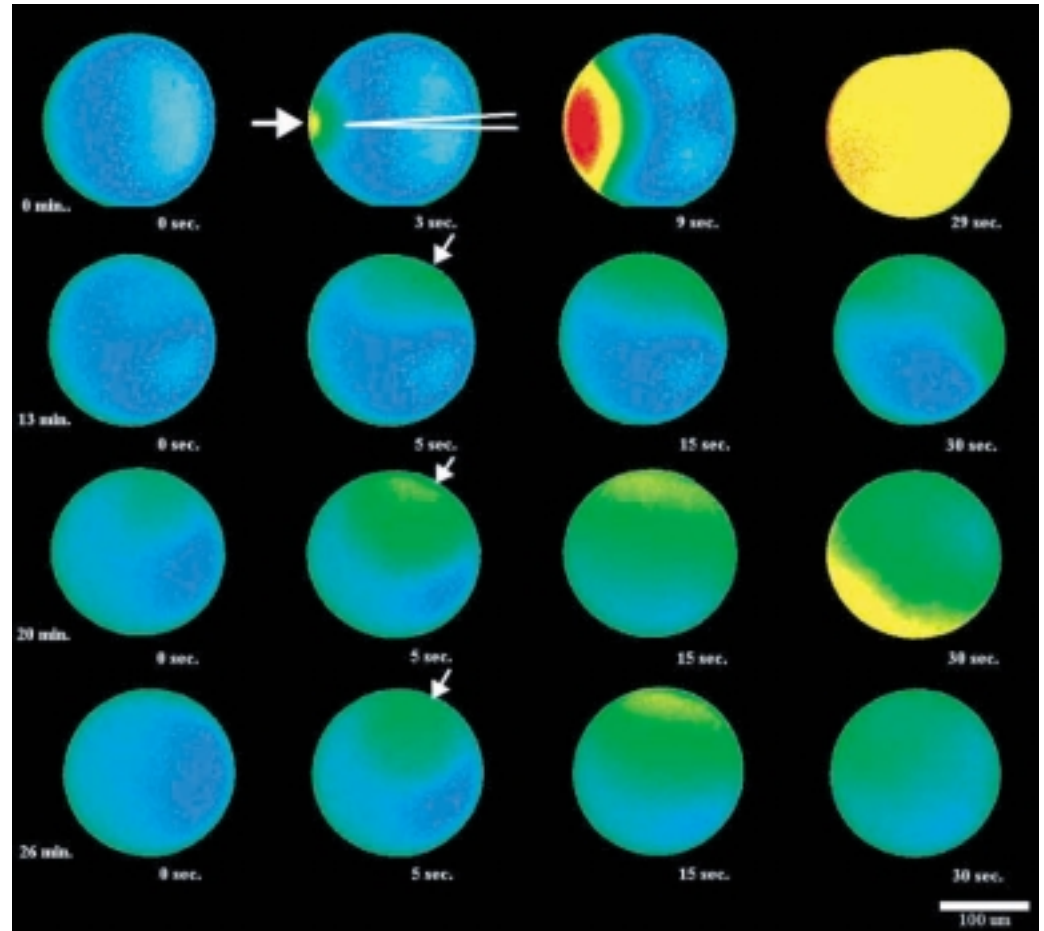 0 min..
0 sec.
3 sec.
9 sec.
29 sec.
13 min.
0 sec.
5 sec.
15 sec.
30 sec.
20 min.
0 sec.
5 sec.
15 sec.
30 sec.
26 min.
0 sec.
5 sec.
15 sec.
30 sec.
100 um